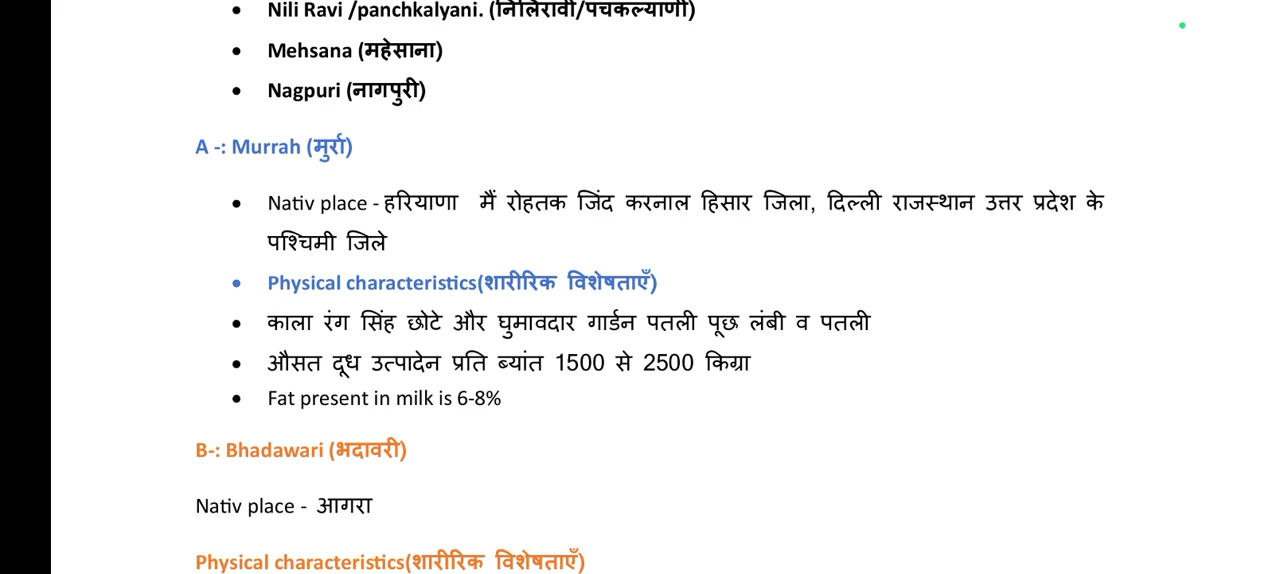 • Nili Ravi /panchkalyani. (निलिरावी/पचकल्याणी)
• Mehsana (महेसाना)
• Nagpuri (नागपुरी)
A -: Murrah (मुर्रा)
• Nativ place - हरियाणा मैं रोहतक जिंद करनाल हिसार जिला, दिल्ली राजस्थान उत्तर प्रदेश के
पश्चिमी जिले
• Physical characteristics(शारीरिक विशेषताएँ)
• काला रंग सिंह छोटे और घुमावदार गार्डन पतली पूछ लंबी व पतली
• औसत दूध उत्पादेन प्रति ब्यांत 1500 से 2500 किग्रा
• Fat present in milk is 6-8%
B-: Bhadawari (भदावरी)
Nativ place - आगरा
Physical characteristics(शारीरिक विशेषताएँ)